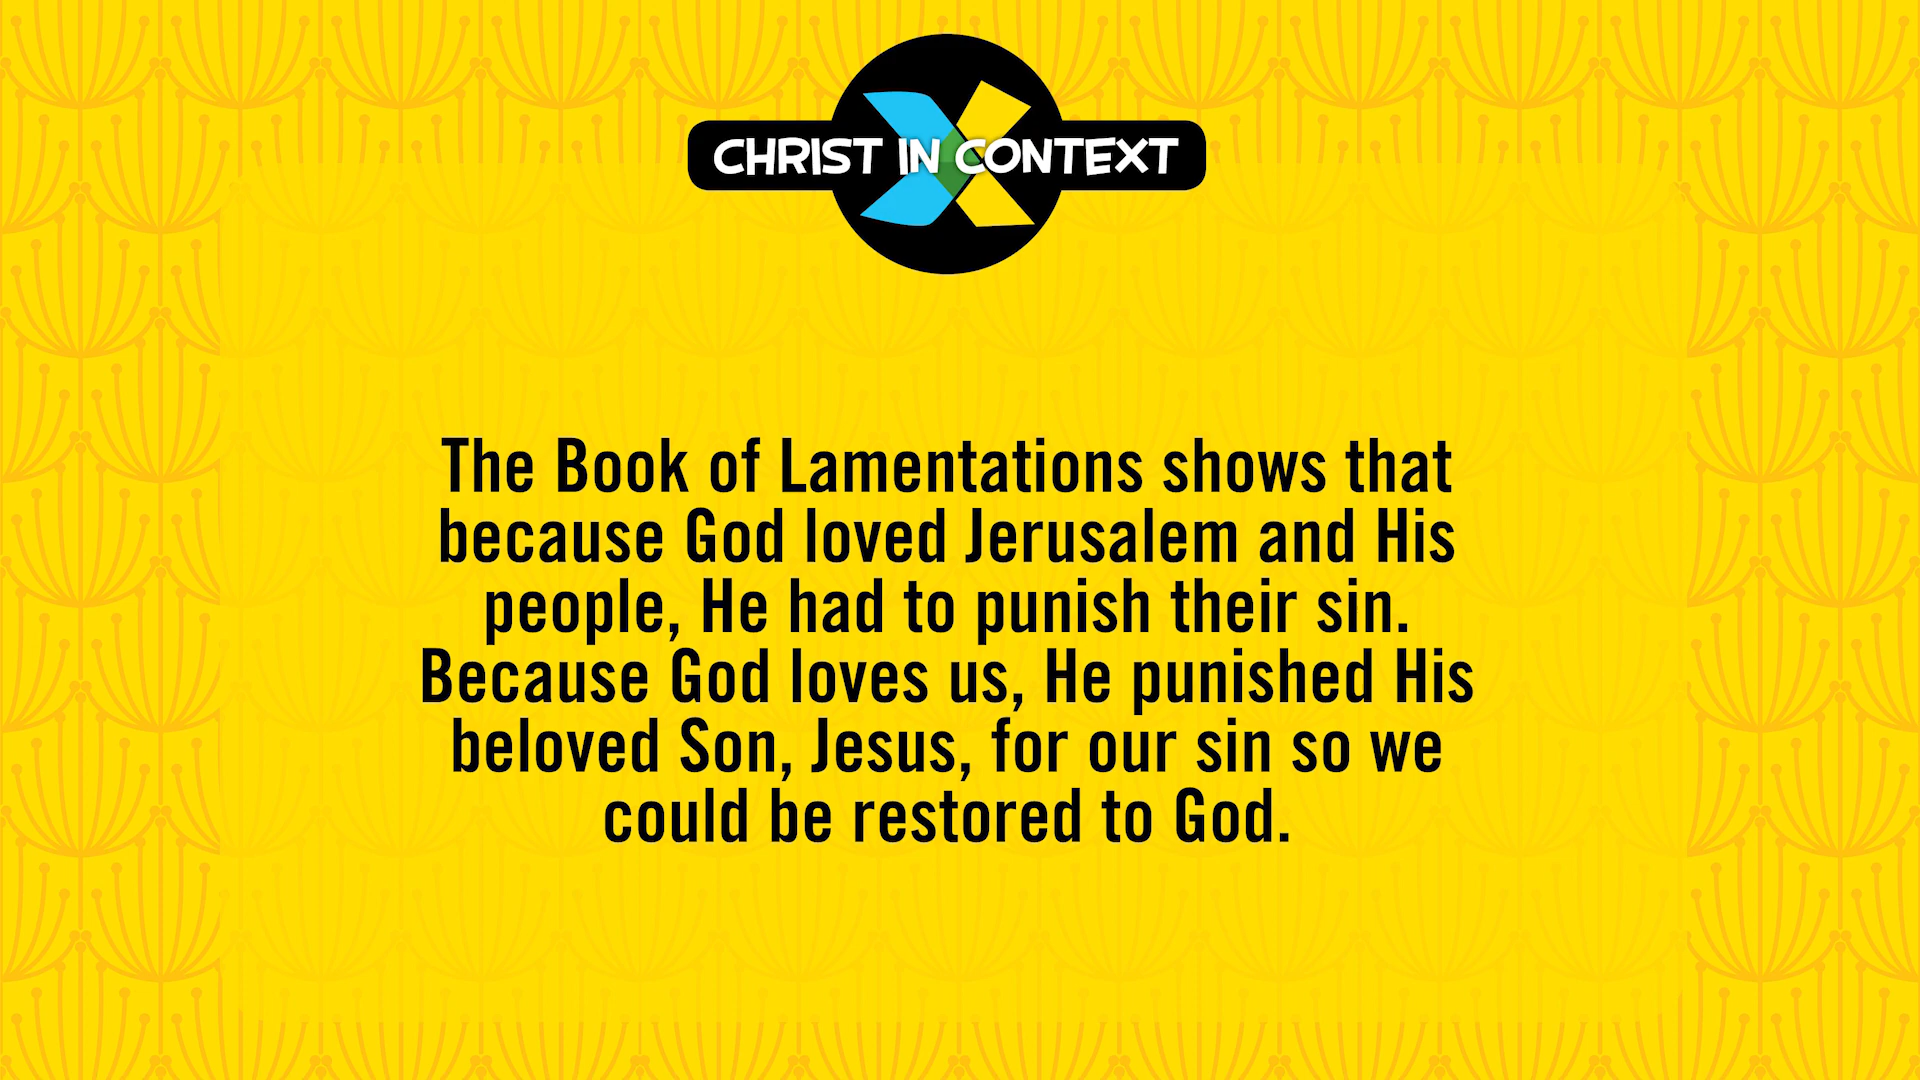 CHRIST IN CONTEXT
The Book of Lamentations shows that
because God loved Jerusalem and His
people, He had to punish their sin.
Because God loves us, He punished His
beloved Son, Jesus, for our sin so we
could be restored to God.